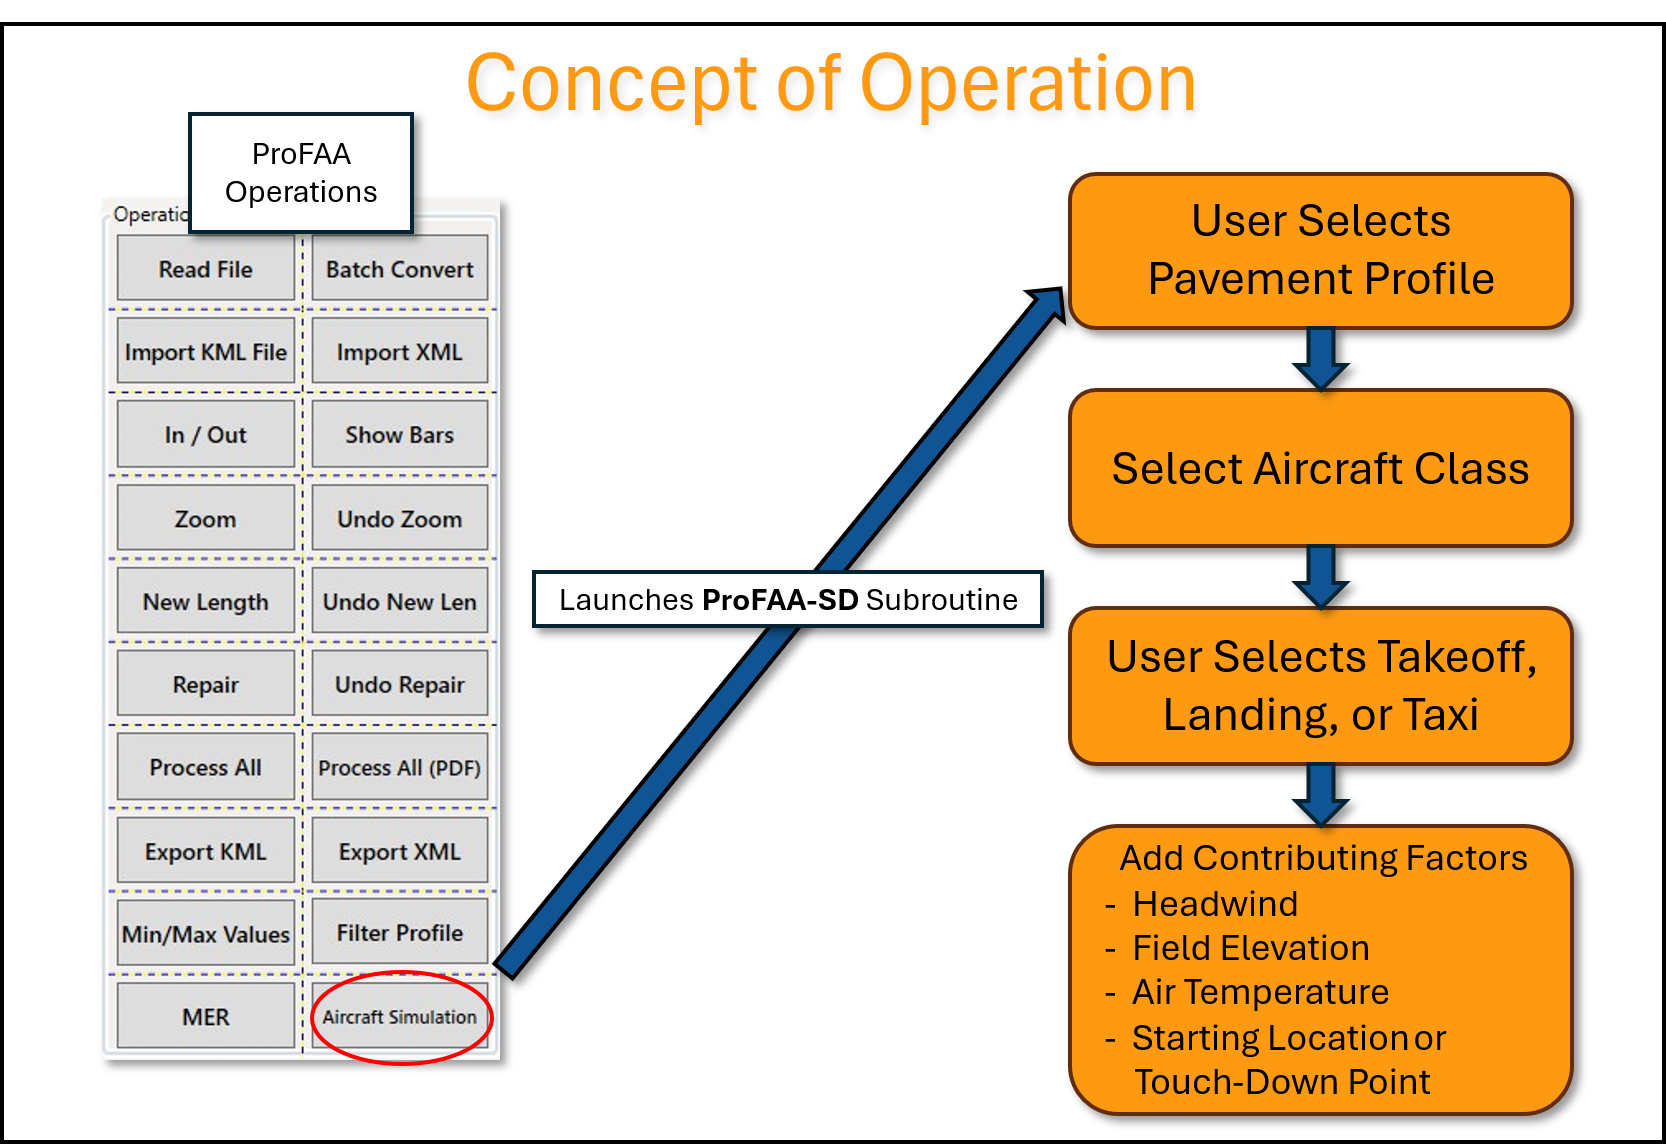 Concept of Operation
ProFAA
Operations
Operatio
Read File
Batch Convert
Import KML File
Import XML
In / Out
Show Bars
Zoom
Undo Zoom
New Length
Undo New Len
Repair
Undo Repair
Process All
Process All (PDF)
Export KML
Export XML
Min/Max Values
Filter Profile
MER
Aircraft Simulation
Launches ProFAA-SD Subroutine
User Selects
Pavement Profile
Select Aircraft Class
User Selects Takeoff,
Landing, or Taxi
Add Contributing Factors
- Headwind
- Field Elevation
- Air Temperature
- Starting Location or
Touch-Down Point